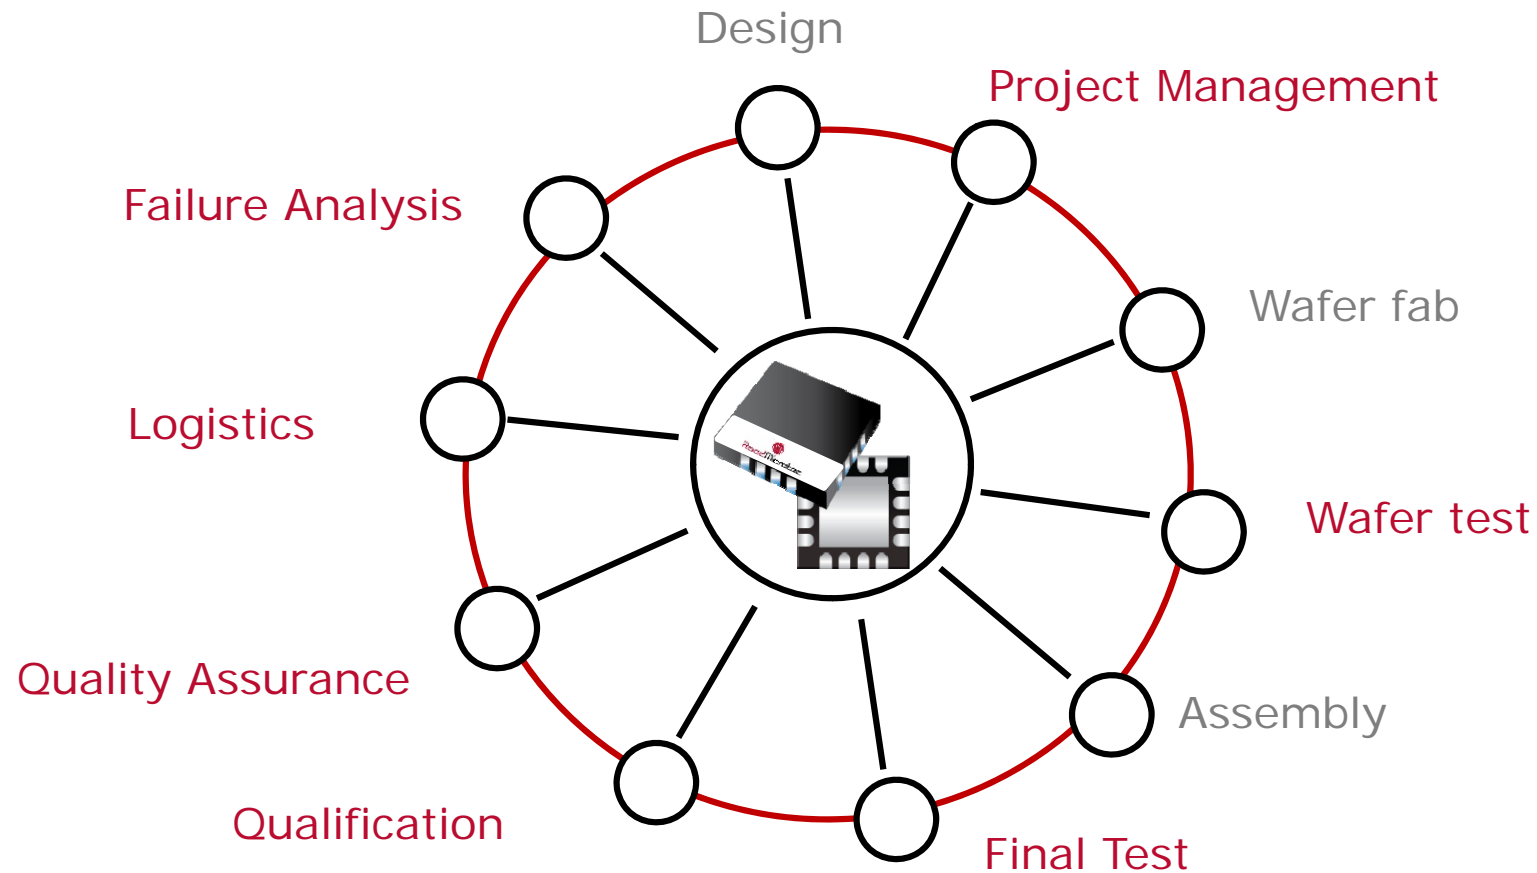 Design
Project Management
Failure Analysis
Wafer fab
Logistics
Wafer test
Quality Assurance
Assembly
Qualification
Final Test